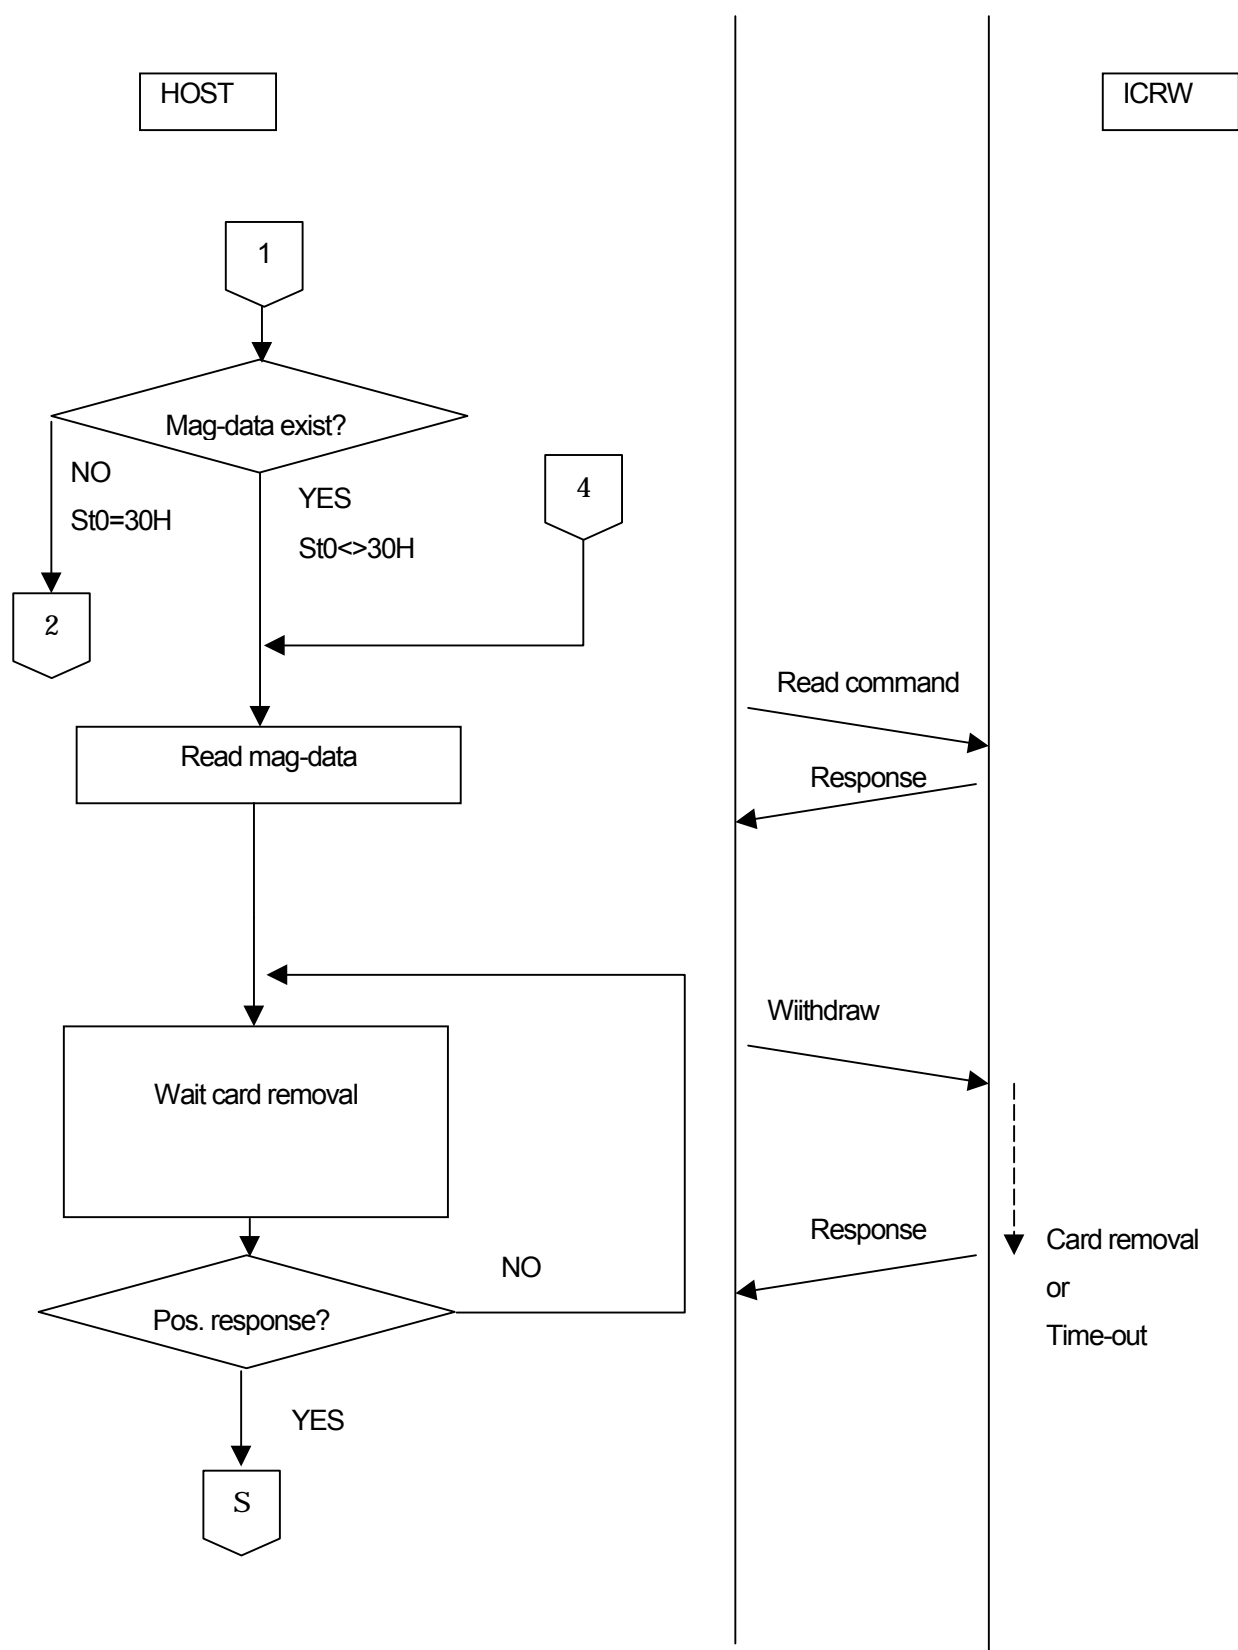 HOST
ICRW
1
Mag-data exist?
NO
St0=30H
YES
St0<>30H
4
2
Read command
Read mag-data
Response
Wiithdraw
Wait card removal
Response
Card removal
or
Time-out
NO
Pos. response?
YES
S